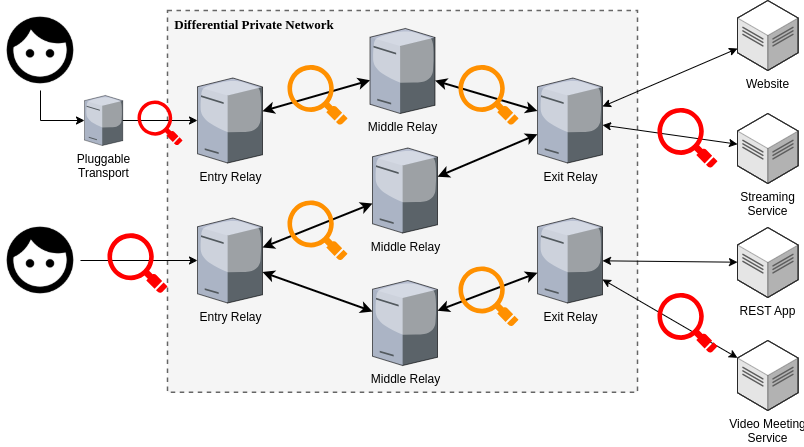 Differential Private Network
Website
Middle Relay
Pluggable
Transport
Entry Relay
Exit Relay
Streaming
Service
Middle Relay
Entry Relay
Exit Relay
REST App
Middle Relay
Video Meeting
Service